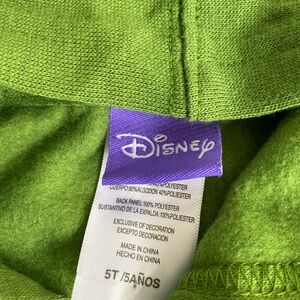 Disney
CUERPO 60%ALGODON 40%POLIESTER
BACK PANEL:100% POLYESTER
SUSTANTIVO DE LA ESPALDA:100%POLIESTER
EXCLUSIVE OF DECORATION
EXCEPTO DECORACION
MADE IN CHINA
HECHO EN CHINA
5T /5AÑOS